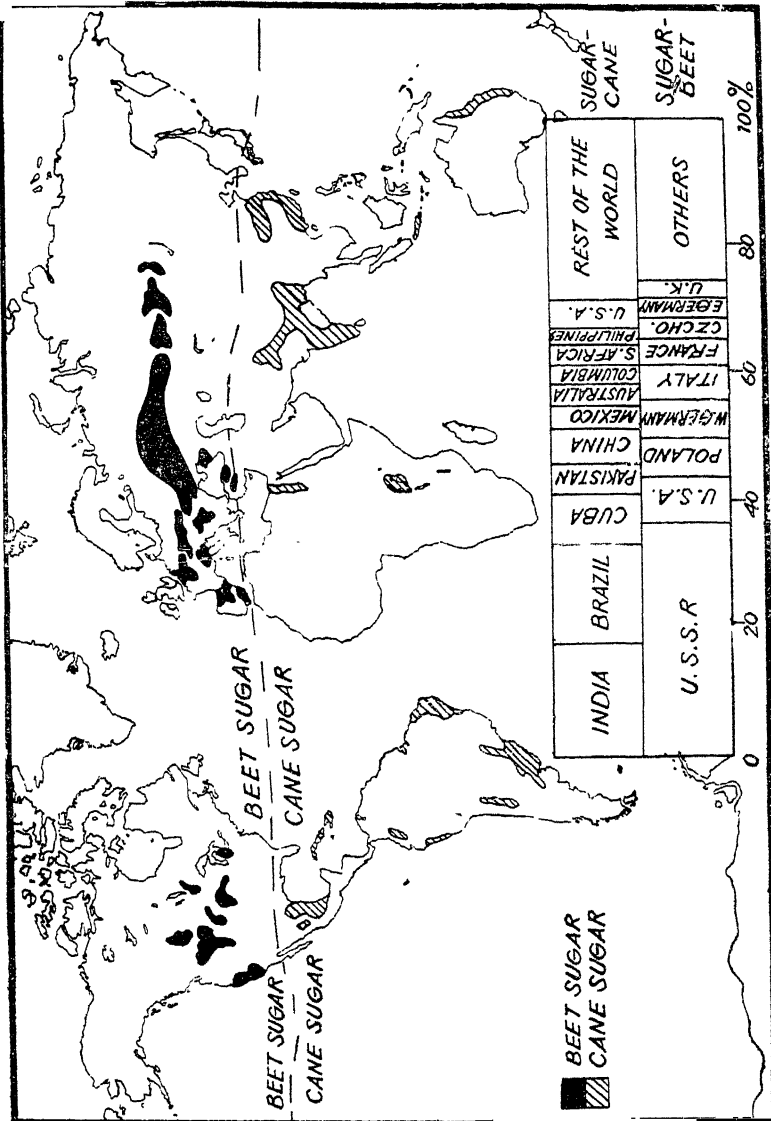 BEET SUGAR
CANE SUGAR
BEET SUGAR
CANE SUGAR
BEET SUGAR
CANE SUGAR
INDIA
BRAZIL
CUBA
PAKISTAN
CHINA
MEXICO
AUSTRALIA
COLUMBIA
S.AFRICA
PHILIPPINES
U.S.A.
REST OF THE
WORLD
SUGAR-
CANE
U.S.S.R
U.S.A.
POLAND
W.GERMANY
ITALY
FRANCE
CZCHO.
E.GERMANY
U.K.
OTHERS
SUGAR-
BEET
0
20
40
60
80
100%